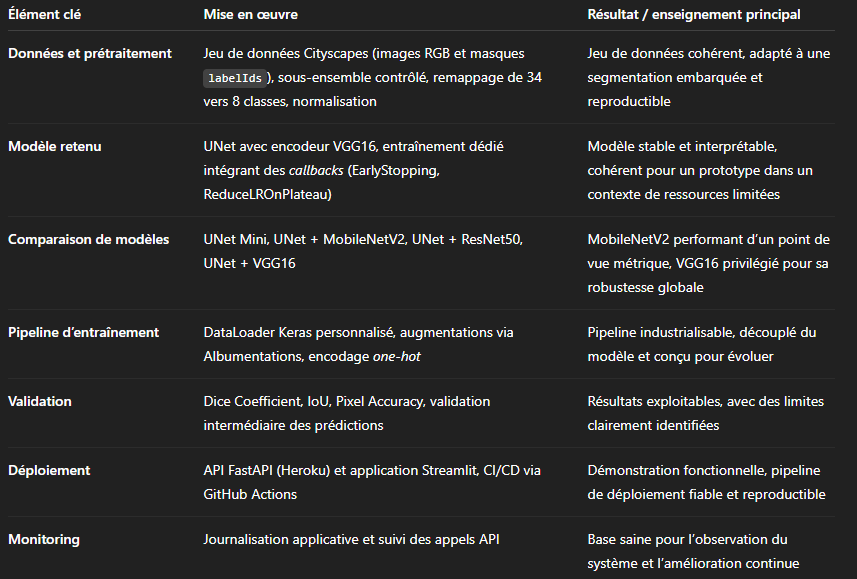 Élément clé Mise en œuvre Résultat / enseignement principal
Données et prétraitement Jeu de données Cityscapes (images RGB et masques Jeu de données cohérent, adapté à une
labelIds ), sous-ensemble contrôlé, remappage de 34 segmentation embarquée et
vers 8 classes, normalisation reproductible
Modèle retenu UNet avec encodeur VGG16, entraînement dédié Modèle stable et interprétable,
intégrant des callbacks (EarlyStopping, cohérent pour un prototype dans un
ReduceLROnPlateau) contexte de ressources limitées
Comparaison de modèles UNet Mini, UNet + MobileNetV2, UNet + ResNet50, MobileNetV2 performant d’un point de
UNet + VGG16 vue métrique, VGG16 privilégié pour sa
robustesse globale
Pipeline d’entraînement DataLoader Keras personnalisé, augmentations via Pipeline industrialisable, découplé du
Albumentations, encodage one-hot modèle et conçu pour évoluer
Validation Dice Coefficient, IoU, Pixel Accuracy, validation Résultats exploitables, avec des limites
intermédiaire des prédictions clairement identifiées
Déploiement API FastAPI (Heroku) et application Streamlit, CI/CD via Démonstration fonctionnelle, pipeline
GitHub Actions de déploiement fiable et reproductible
Monitoring Journalisation applicative et suivi des appels API Base saine pour l’observation du
système et l’amélioration continue